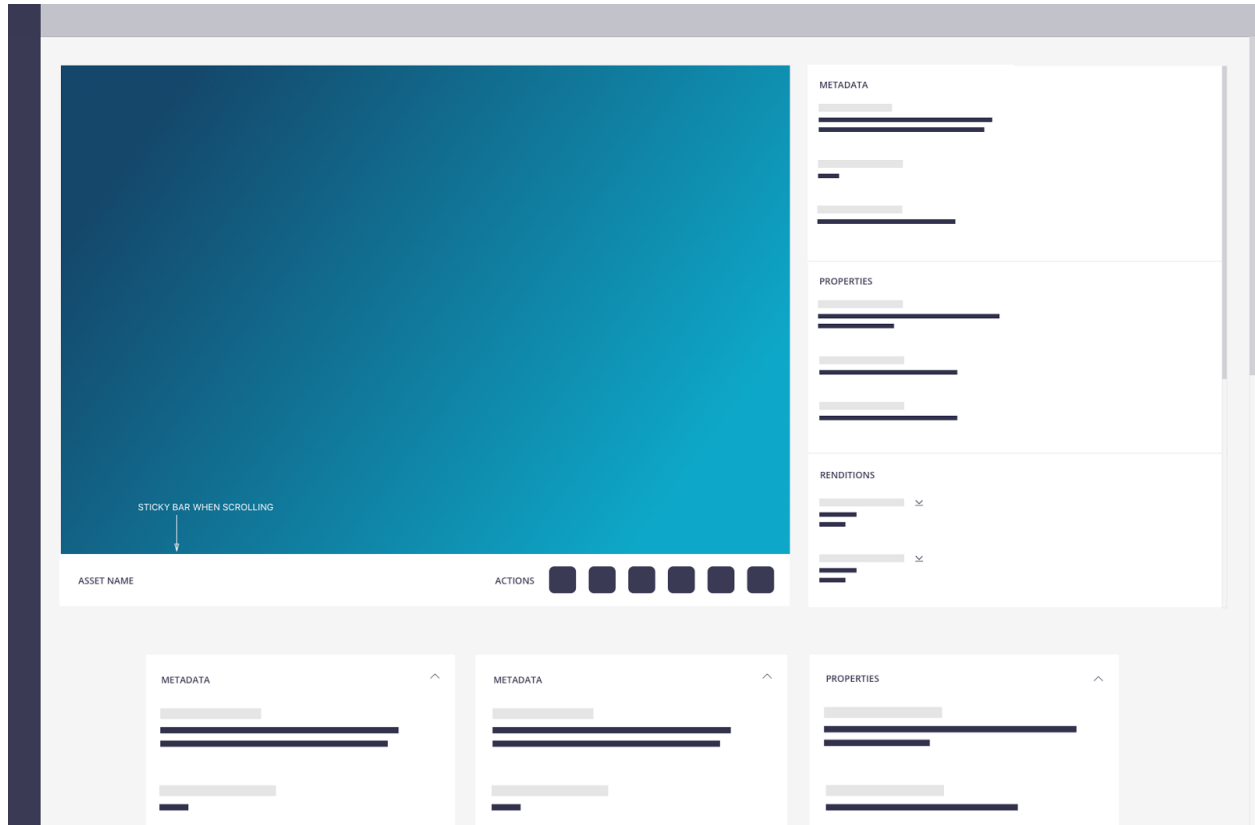 METADATA
PROPERTIES
RENDITIONS
STICKY BAR WHEN SCROLLING
ASSET NAME
ACTIONS
METADATA
METADATA
PROPERTIES